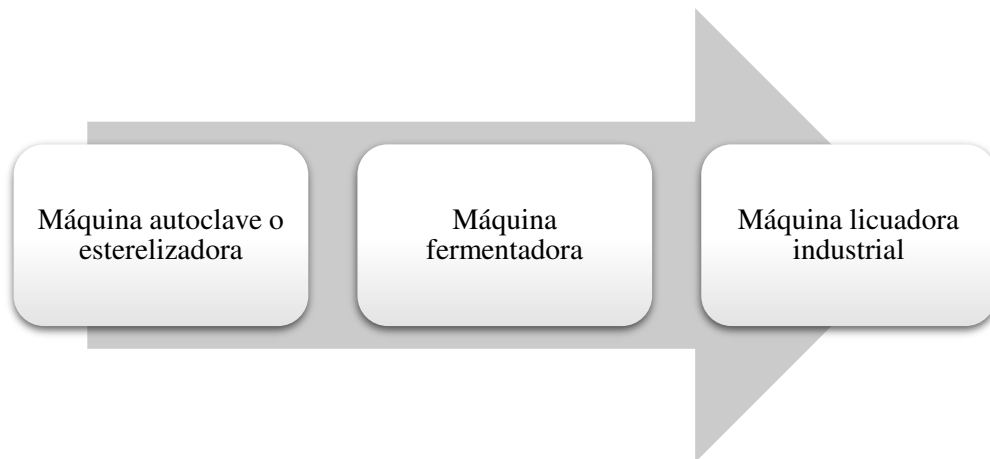 Máquina autoclave o
esterelizadora
Máquina
fermentadora
Máquina licuadora
industrial